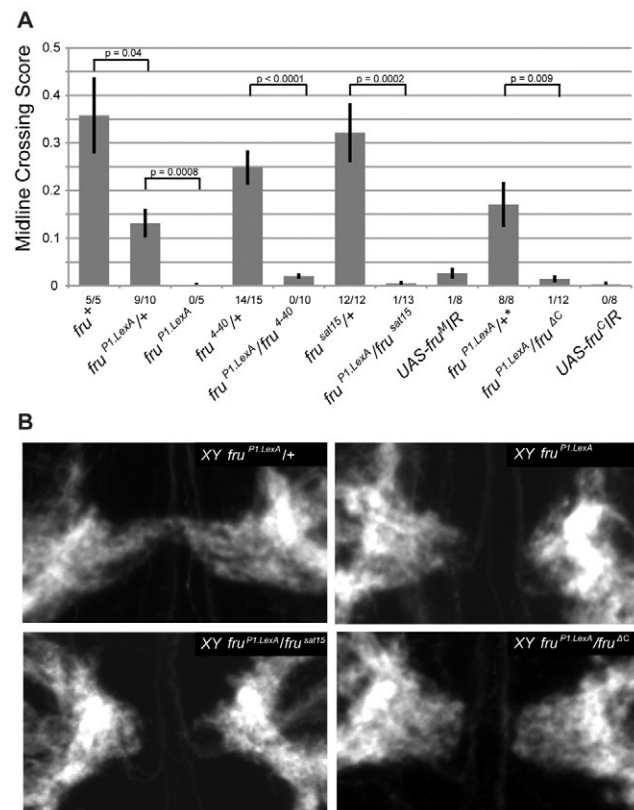 A
Midline Crossing Score
0.5
0.4
0.3
0.2
0.1
0
p = 0.04
p = 0.0008
p < 0.0001
p = 0.0002
p = 0.009
5/5 9/10 0/5 14/15 0/10 12/12 1/13 1/8 8/8 1/12 0/8
fru+
fruP1.LexA/+
fruP1.LexA
fru4-40/+
fruP1.LexA/fru4-40
frusat15/+
fruP1.LexA/frusat15
UAS-fruMIR
fruP1.LexA/+*
fruP1.LexA/fruΔC
UAS-fruCIR
B
XY fruP1.LexA/+
XY fruP1.LexA
XY fruP1.LexA/frusat15
XY fruP1.LexA/fruΔC